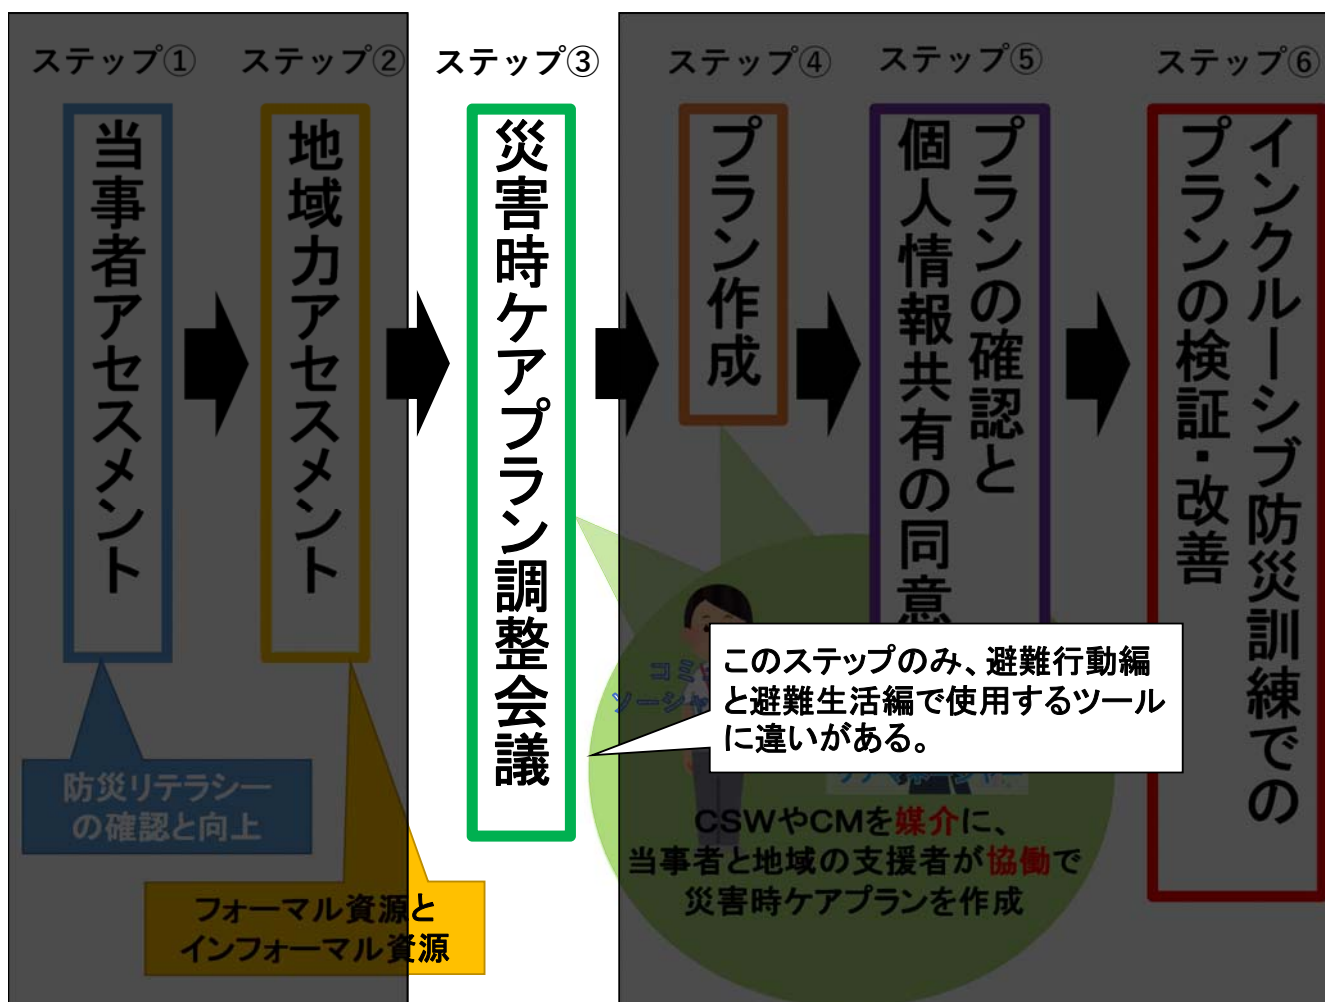 ステップ①
当事者アセスメント
防災リテラシー
の確認と向上
ステップ②
地域力アセスメント
フォーマル資源と
インフォーマル資源
ステップ③
災害時ケアプラン調整会議
このステップのみ、避難行動編
と避難生活編で使用するツール
に違いがある。
ステップ④
プラン作成
ステップ⑤
プランの確認と
個人情報共有の同意
ステップ⑥
インクルーシブ防災訓練での
プランの検証・改善
コミ
ソーシャ
CSWやCMを媒介に、
当事者と地域の支援者が協働で
災害時ケアプランを作成